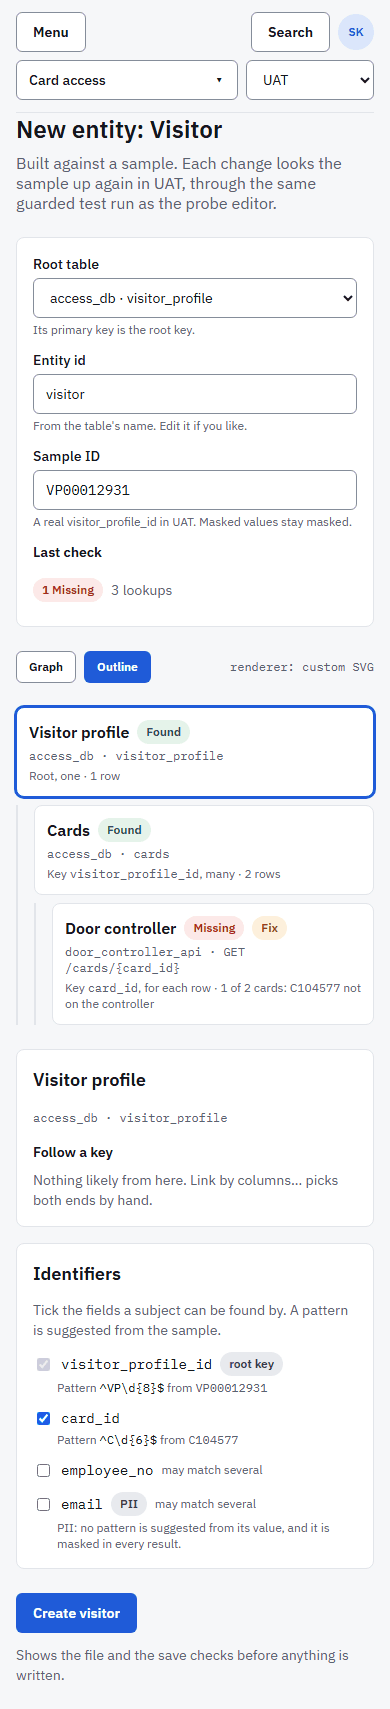 Menu
Search
SK
Card access
UAT
New entity: Visitor
Built against a sample. Each change looks the
sample up again in UAT, through the same
guarded test run as the probe editor.
Root table
access_db · visitor_profile
Its primary key is the root key.
Entity id
visitor
From the table's name. Edit it if you like.
Sample ID
VP00012931
A real visitor_profile_id in UAT. Masked values stay masked.
Last check
1 Missing 3 lookups
Graph
Outline
renderer: custom SVG
Visitor profile Found
access_db · visitor_profile
Root, one · 1 row
Cards Found
access_db · cards
Key visitor_profile_id, many · 2 rows
Door controller Missing Fix
door_controller_api · GET
/cards/{card_id}
Key card_id, for each row · 1 of 2 cards: C104577 not
on the controller
Visitor profile
access_db · visitor_profile
Follow a key
Nothing likely from here. Link by columns... picks
both ends by hand.
Identifiers
Tick the fields a subject can be found by. A pattern
is suggested from the sample.
visitor_profile_id root key
Pattern ^VP\d{8}$ from VP00012931
card_id
Pattern ^C\d{6}$ from C104577
employee_no may match several
email PII may match several
PII: no pattern is suggested from its value, and it is
masked in every result.
Create visitor
Shows the file and the save checks before anything is
written.